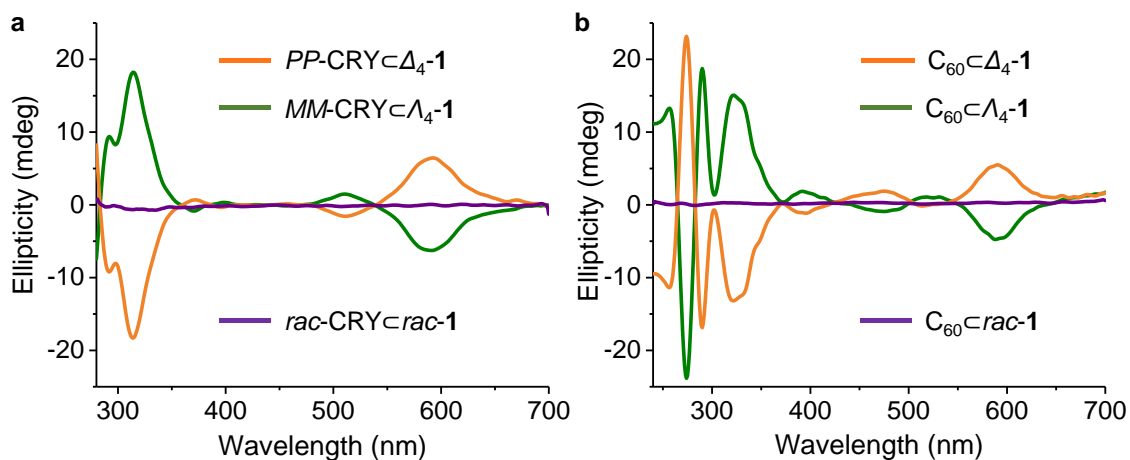 a
PP-CRY⊂Δ₄-1
MM-CRY⊂Λ₄-1
rac-CRY⊂rac-1
Ellipticity (mdeg)
20
10
0
-10
-20
300 400 500 600 700
Wavelength (nm)
b
C₆₀⊂Δ₄-1
C₆₀⊂Λ₄-1
C₆₀⊂rac-1
Ellipticity (mdeg)
20
10
0
-10
-20
300 400 500 600 700
Wavelength (nm)